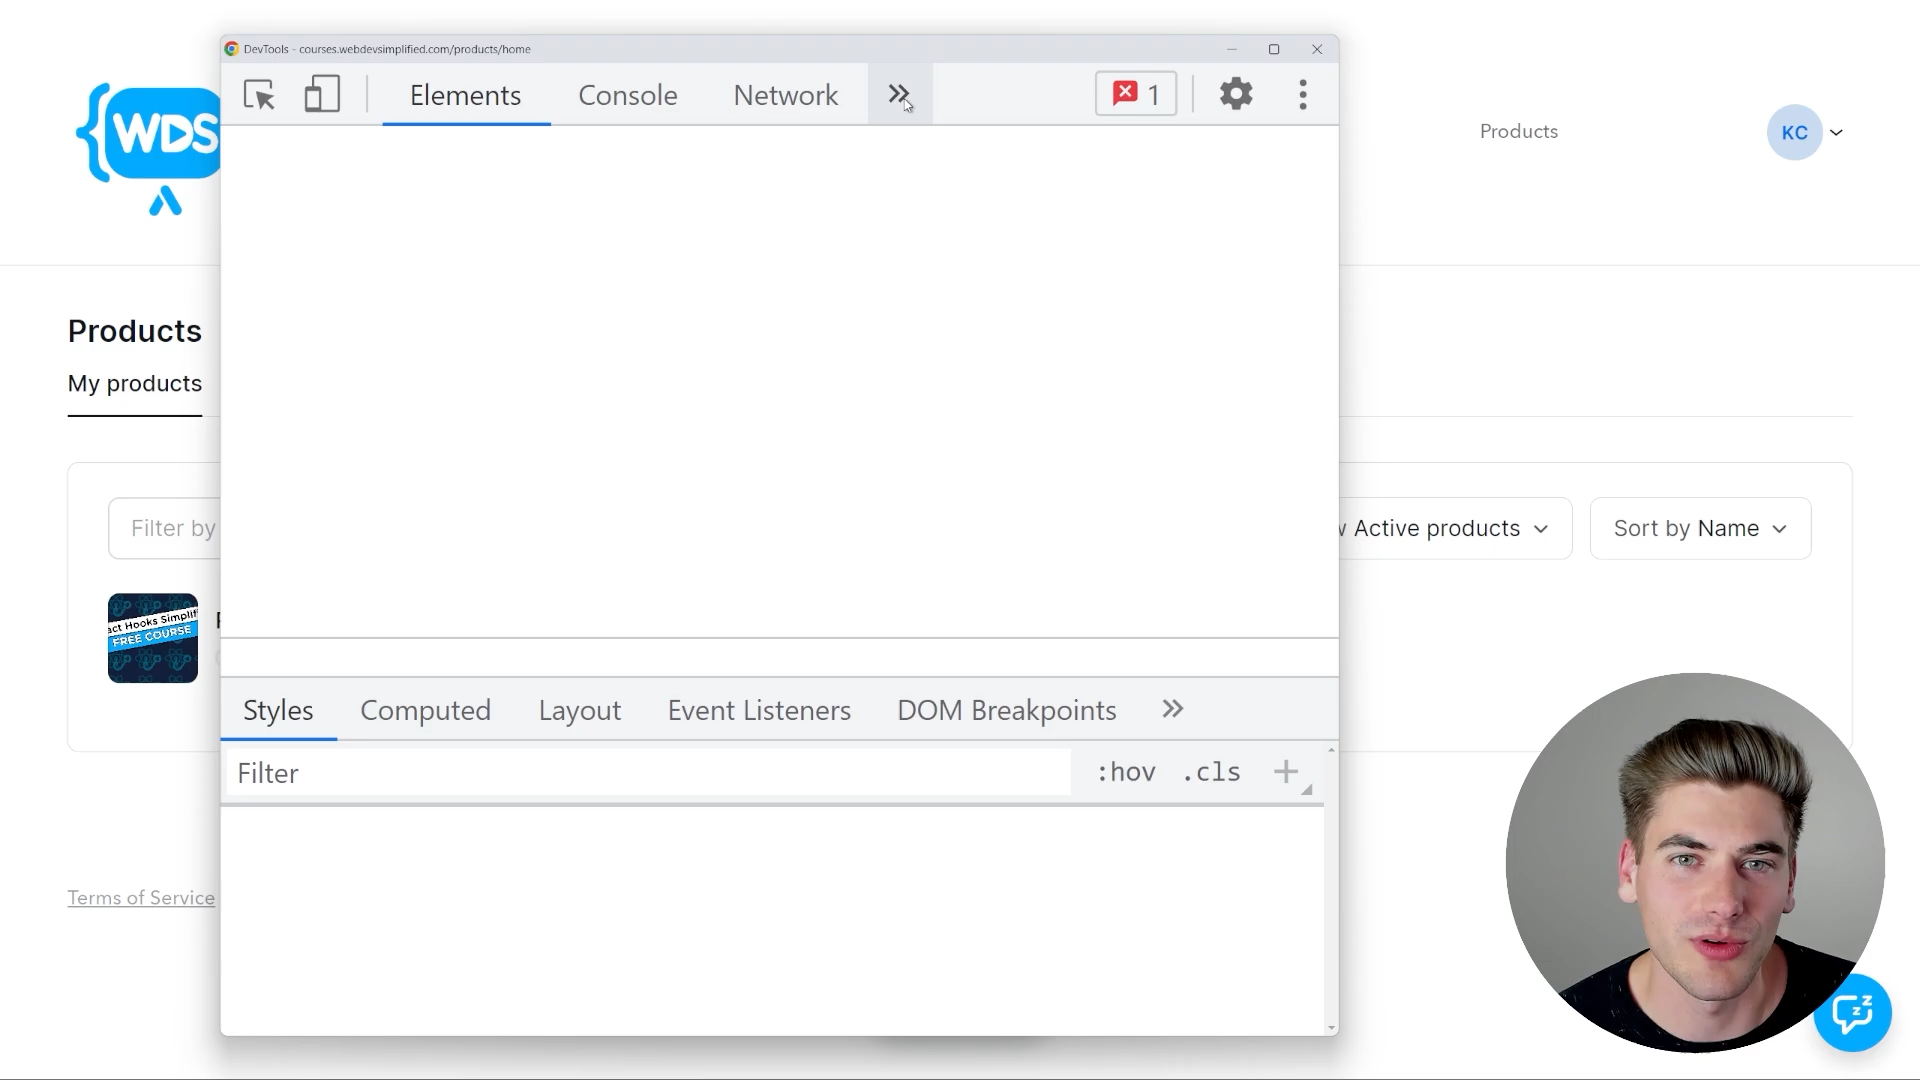 DevTools - courses.webdevsimplified.com/products/home
Elements
Console
Network
1
WDS
Products
KC
Products
My products
Filter by
Active products
Sort by Name
act Hooks Simplif
FREE COURSE
Styles
Computed
Layout
Event Listeners
DOM Breakpoints
Filter
:hov
.cls
Terms of Service
z
z